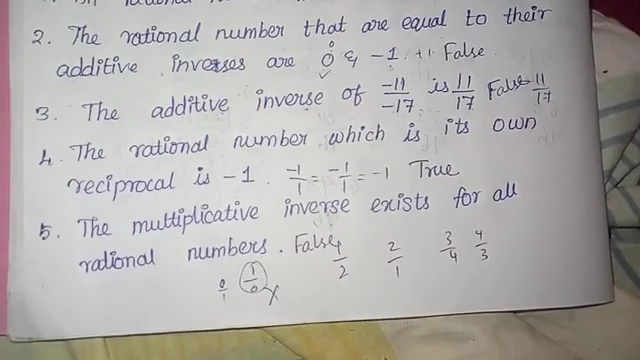 2. The rational number that are equal to their
additive inverses are 0 & -1. +1 False.
3. The additive inverse of -11/-17 is 11/17 False 11/17
4. The rational number which is its own
reciprocal is -1. -1/1 = -1/1 = -1 True
5. The multiplicative inverse exists for all
rational numbers. False 1/2 2/1 3/4 4/3
0/1 1/0 x